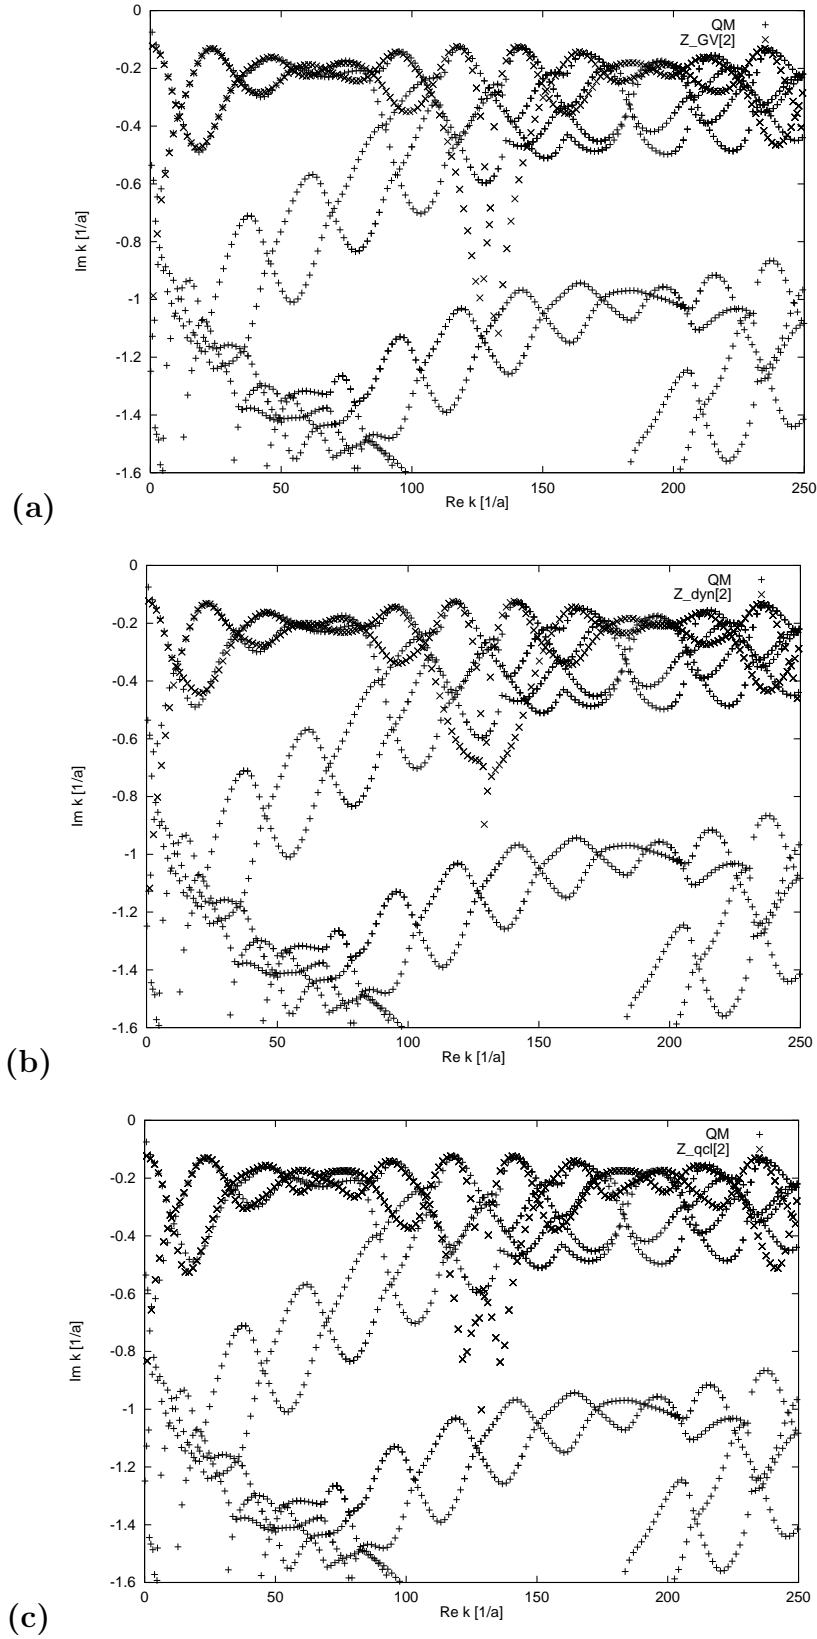 0
-0.2
-0.4
-0.6
-0.8
-1
-1.2
-1.4
-1.6
Im k [1/a]
QM
Z_GV[2]
0 50 100 150 200 250
Re k [1/a]
(a)
0
-0.2
-0.4
-0.6
-0.8
-1
-1.2
-1.4
-1.6
Im k [1/a]
QM
Z_dyn[2]
0 50 100 150 200 250
Re k [1/a]
(b)
0
-0.2
-0.4
-0.6
-0.8
-1
-1.2
-1.4
-1.6
Im k [1/a]
QM
Z_qcl[2]
0 50 100 150 200 250
Re k [1/a]
(c)